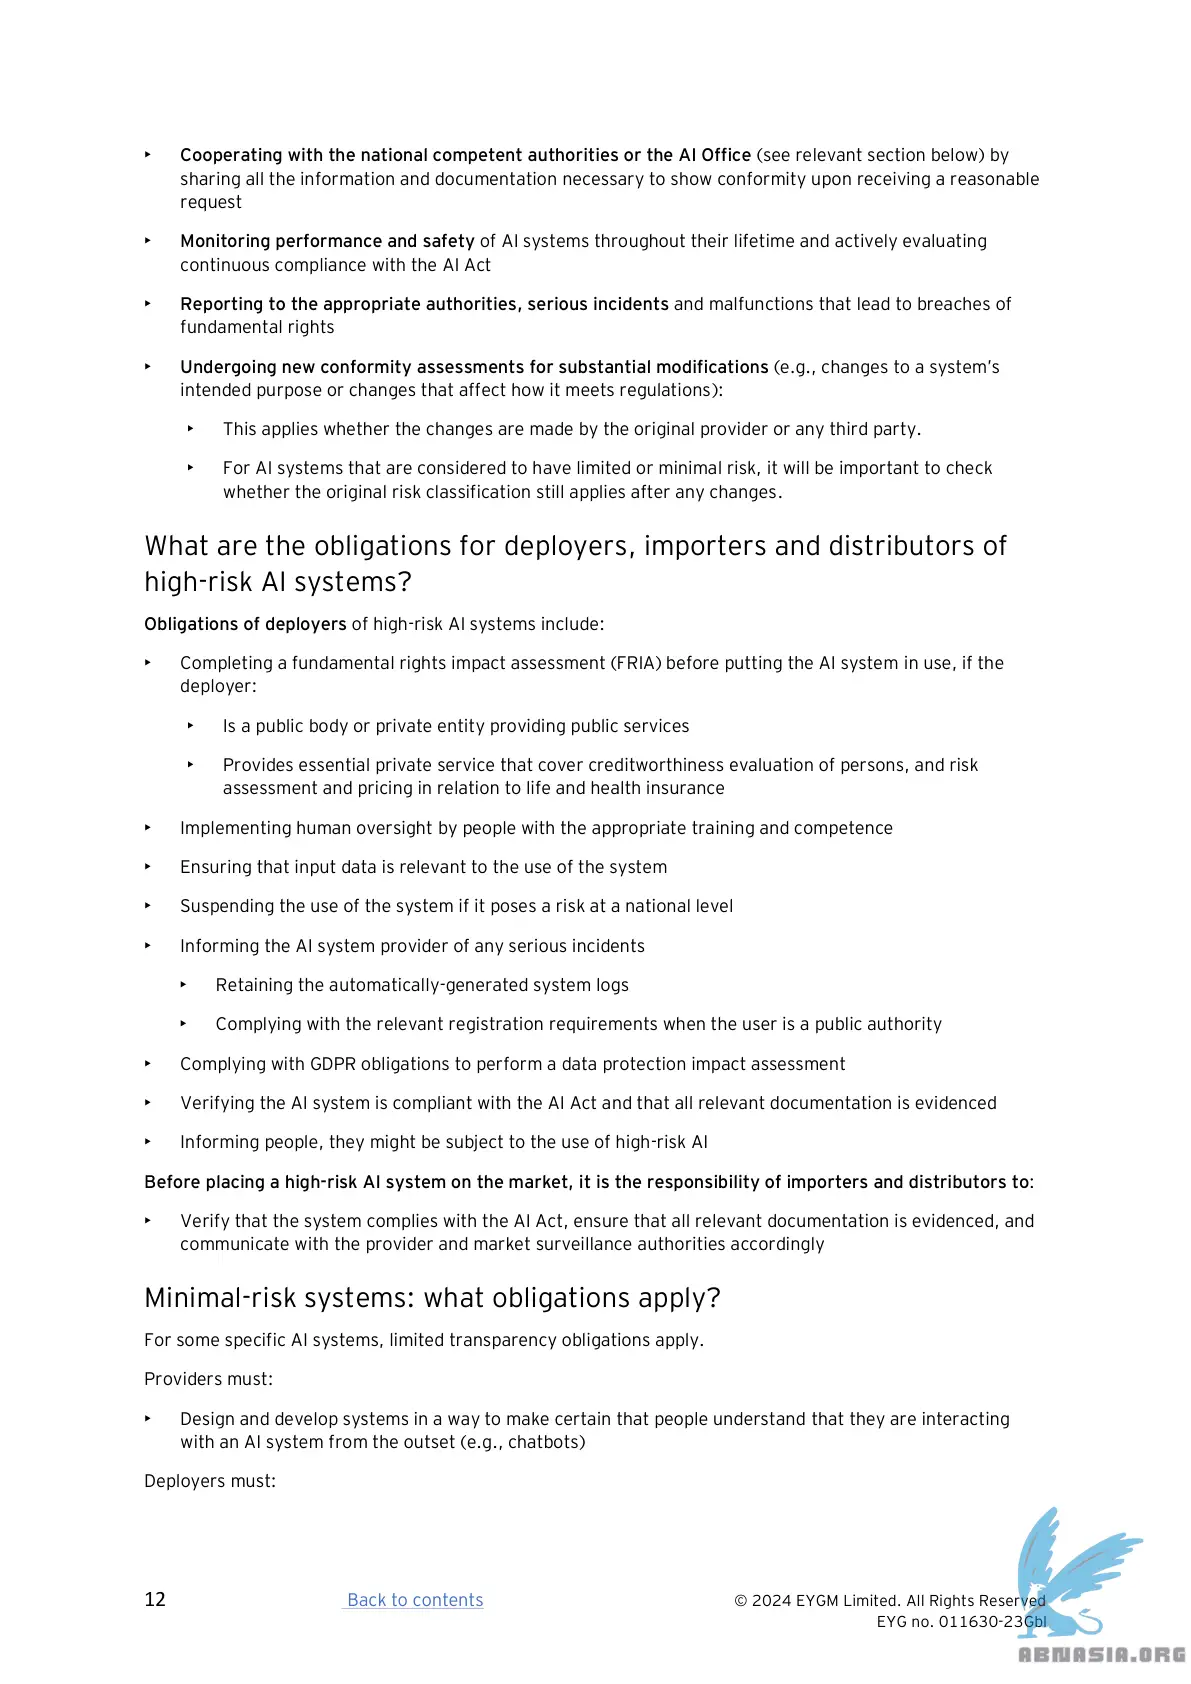 ‣ Cooperating with the national competent authorities or the AI Office (see relevant section below) by
sharing all the information and documentation necessary to show conformity upon receiving a reasonable
request
‣ Monitoring performance and safety of AI systems throughout their lifetime and actively evaluating
continuous compliance with the AI Act
‣ Reporting to the appropriate authorities, serious incidents and malfunctions that lead to breaches of
fundamental rights
‣ Undergoing new conformity assessments for substantial modifications (e.g., changes to a system’s
intended purpose or changes that affect how it meets regulations):
‣ This applies whether the changes are made by the original provider or any third party.
‣ For AI systems that are considered to have limited or minimal risk, it will be important to check
whether the original risk classification still applies after any changes.
What are the obligations for deployers, importers and distributors of
high-risk AI systems?
Obligations of deployers of high-risk AI systems include:
‣ Completing a fundamental rights impact assessment (FRIA) before putting the AI system in use, if the
deployer:
‣ Is a public body or private entity providing public services
‣ Provides essential private service that cover creditworthiness evaluation of persons, and risk
assessment and pricing in relation to life and health insurance
‣ Implementing human oversight by people with the appropriate training and competence
‣ Ensuring that input data is relevant to the use of the system
‣ Suspending the use of the system if it poses a risk at a national level
‣ Informing the AI system provider of any serious incidents
‣ Retaining the automatically-generated system logs
‣ Complying with the relevant registration requirements when the user is a public authority
‣ Complying with GDPR obligations to perform a data protection impact assessment
‣ Verifying the AI system is compliant with the AI Act and that all relevant documentation is evidenced
‣ Informing people, they might be subject to the use of high-risk AI
Before placing a high-risk AI system on the market, it is the responsibility of importers and distributors to:
‣ Verify that the system complies with the AI Act, ensure that all relevant documentation is evidenced, and
communicate with the provider and market surveillance authorities accordingly
Minimal-risk systems: what obligations apply?
For some specific AI systems, limited transparency obligations apply.
Providers must:
‣ Design and develop systems in a way to make certain that people understand that they are interacting
with an AI system from the outset (e.g., chatbots)
Deployers must:
12 Back to contents © 2024 EYGM Limited. All Rights Reserved
EYG no. 011630-23Gbl
ABNASIA.ORG